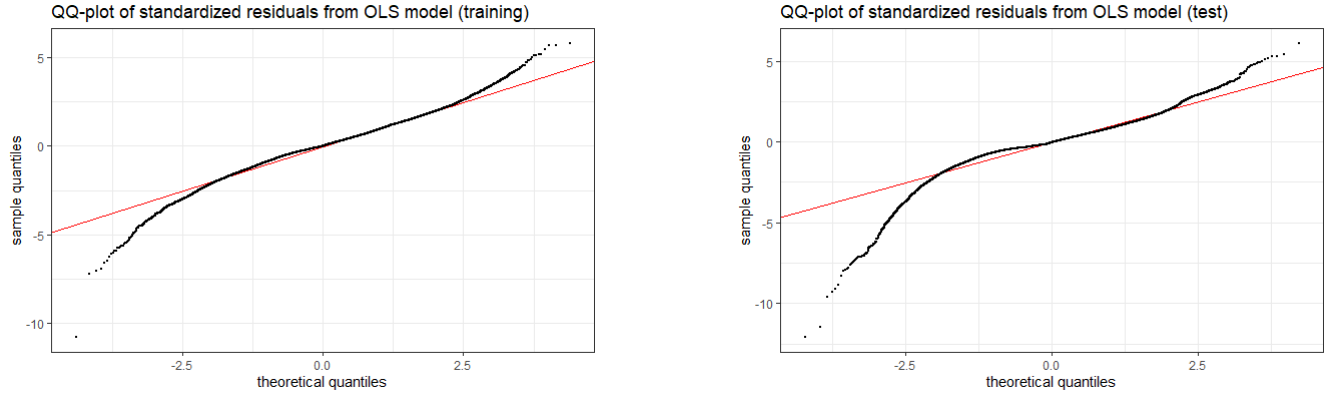 QQ-plot of standardized residuals from OLS model (training)
5
0
-5
-10
sample quantiles
-2.5
0.0
2.5
theoretical quantiles
QQ-plot of standardized residuals from OLS model (test)
5
0
-5
-10
sample quantiles
-2.5
0.0
2.5
theoretical quantiles